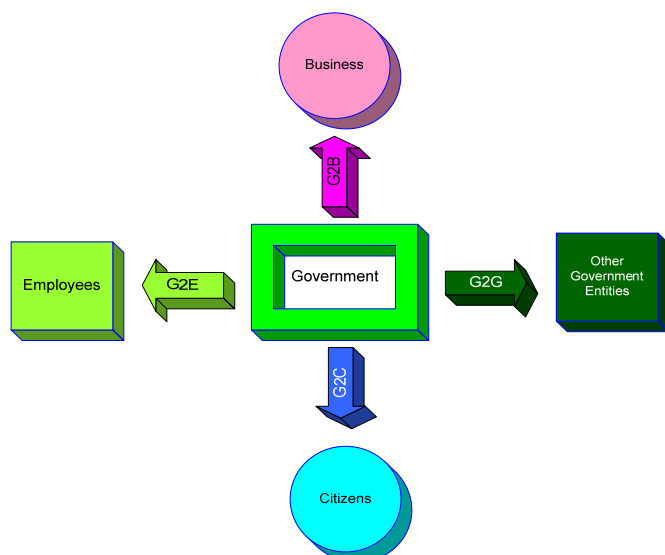 Business
G2B
Employees
G2E
Government
G2G
Other
Government
Entities
G2C
Citizens